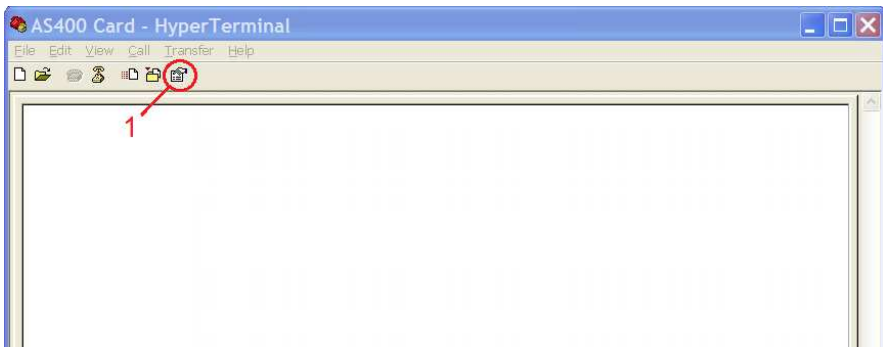 AS400 Card - HyperTerminal
File Edit View Call Transfer Help
1